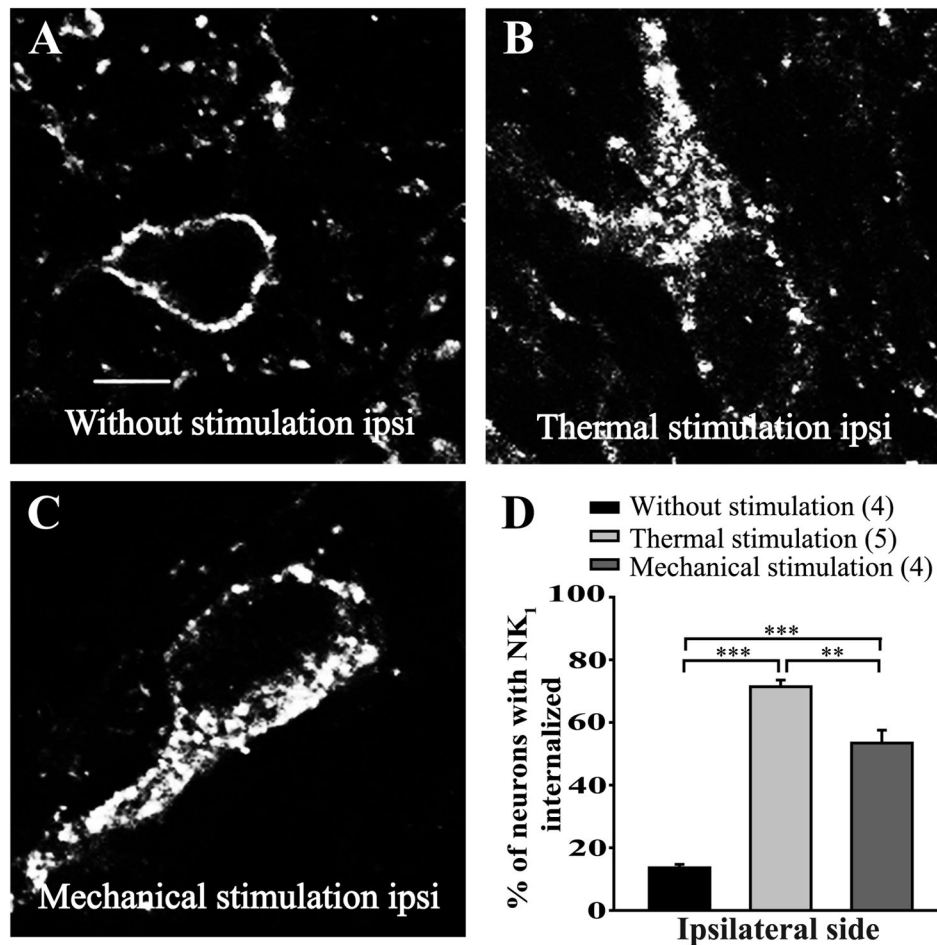 A
Without stimulation ipsi
B
Thermal stimulation ipsi
C
Mechanical stimulation ipsi
D
Without stimulation (4)
Thermal stimulation (5)
Mechanical stimulation (4)
% of neurons with NK₁
internalized
100
80
60
40
20
0
***
***
**
Ipsilateral side